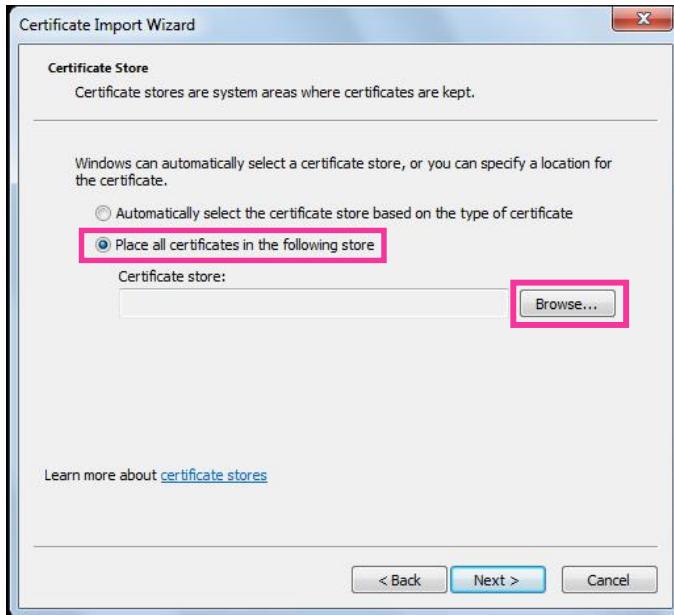 Certificate Import Wizard
Certificate Store
Certificate stores are system areas where certificates are kept.
Windows can automatically select a certificate store, or you can specify a location for
the certificate.
Automatically select the certificate store based on the type of certificate
Place all certificates in the following store
Certificate store:
Browse...
Learn more about certificate stores
< Back Next > Cancel